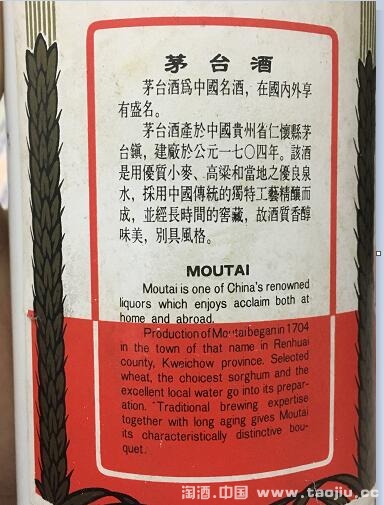 茅台酒
茅台酒爲中國名酒，在國內外享
有盛名。
茅台酒產於中國貴州省仁懷縣茅
台鎮，建廠於公元一七〇四年。該酒
是用優質小麥、高粱和當地之優良泉
水，採用中國傳統的獨特工藝精釀而
成，並經長時間的窖藏，故酒質香醇
味美，別具風格。
MOUTAI
Moutai is one of China's renowned
liquors which enjoys acclaim both at
home and abroad.
Production of Moutai began in 1704
in the town of that name in Renhuai
county, Kweichow province. Selected
wheat, the choicest sorghum and the
excellent local water go into its prepar-
ation. Traditional brewing expertise
together with long aging gives Moutai
its characteristically distinctive bou-
quet.
淘酒.中国 www.taojiu.cc